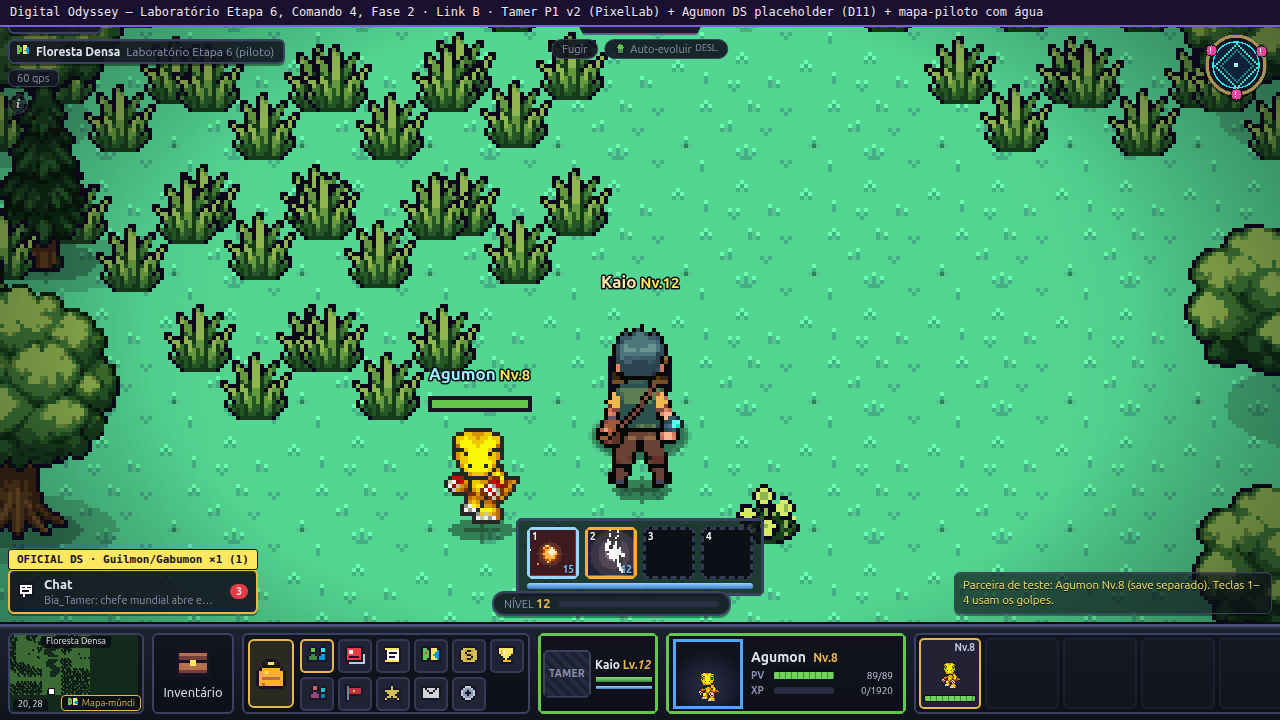 Digital Odyssey — Laboratório Etapa 6, Comando 4, Fase 2 · Link B · Tamer P1 v2 (PixelLab) + Agumon DS placeholder (D11) + mapa-piloto com água
Floresta Densa Laboratório Etapa 6 (piloto)
Fugir
Auto-evoluir DESL.
60 qps
i
Kaio Nv.12
Agumon Nv.8
1 15
2 12
3
4
NÍVEL 12
OFICIAL DS · Guilmon/Gabumon ×1 (1)
Chat
Bia_Tamer: chefe mundial abre e...
3
Parceira de teste: Agumon Nv.8 (save separado). Teclas 1–
4 usam os golpes.
Floresta Densa
20, 28
Mapa-múndi
Inventário
TAMER
Kaio Lv.12
Agumon Nv.8
PV 89/89
XP 0/1920
Nv.8